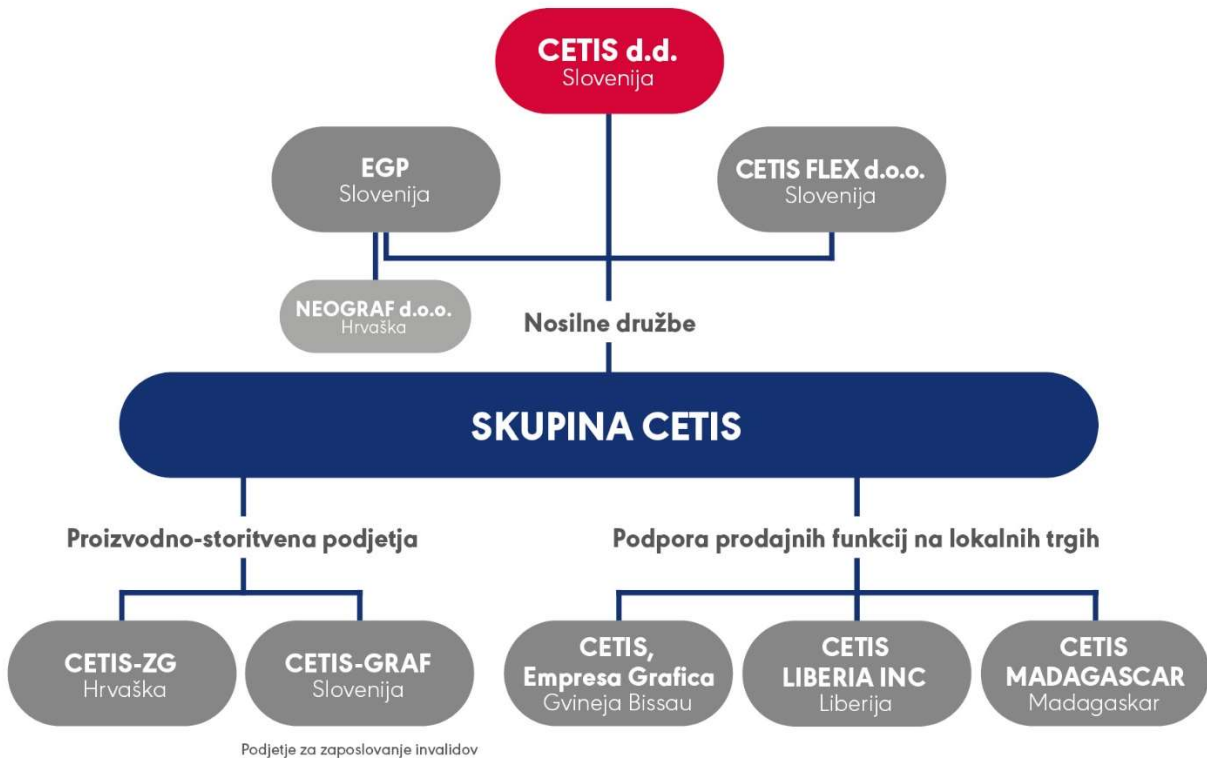 CETIS d.d.
Slovenija
EGP
Slovenija
CETIS FLEX d.o.o.
Slovenija
NEOGRAF d.o.o.
Hrvaška
Nosilne družbe
SKUPINA CETIS
Proizvodno-storitvena podjetja
Podpora prodajnih funkcij na lokalnih trgih
CETIS-ZG
Hrvaška
CETIS-GRAF
Slovenija
Podjetje za zaposlovanje invalidov
CETIS,
Empresa Grafica
Gvineja Bissau
CETIS
LIBERIA INC
Liberija
CETIS
MADAGASCAR
Madagaskar